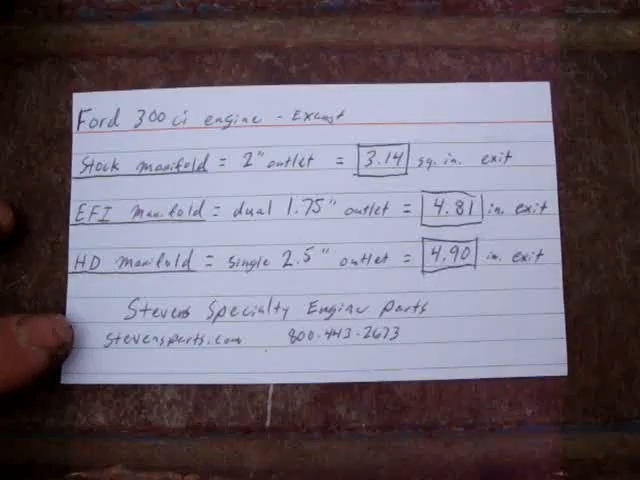 Ford 300 ci engine - Exhaust
Stock manifold = 2" outlet = 3.14 sq. in. exit
EFI Manifold = dual 1.75" outlet = 4.81 in. exit
HD manifold = single 2.5" outlet = 4.90 in. exit
Stevens Specialty Engine Parts
stevensparts.com 800-443-2673